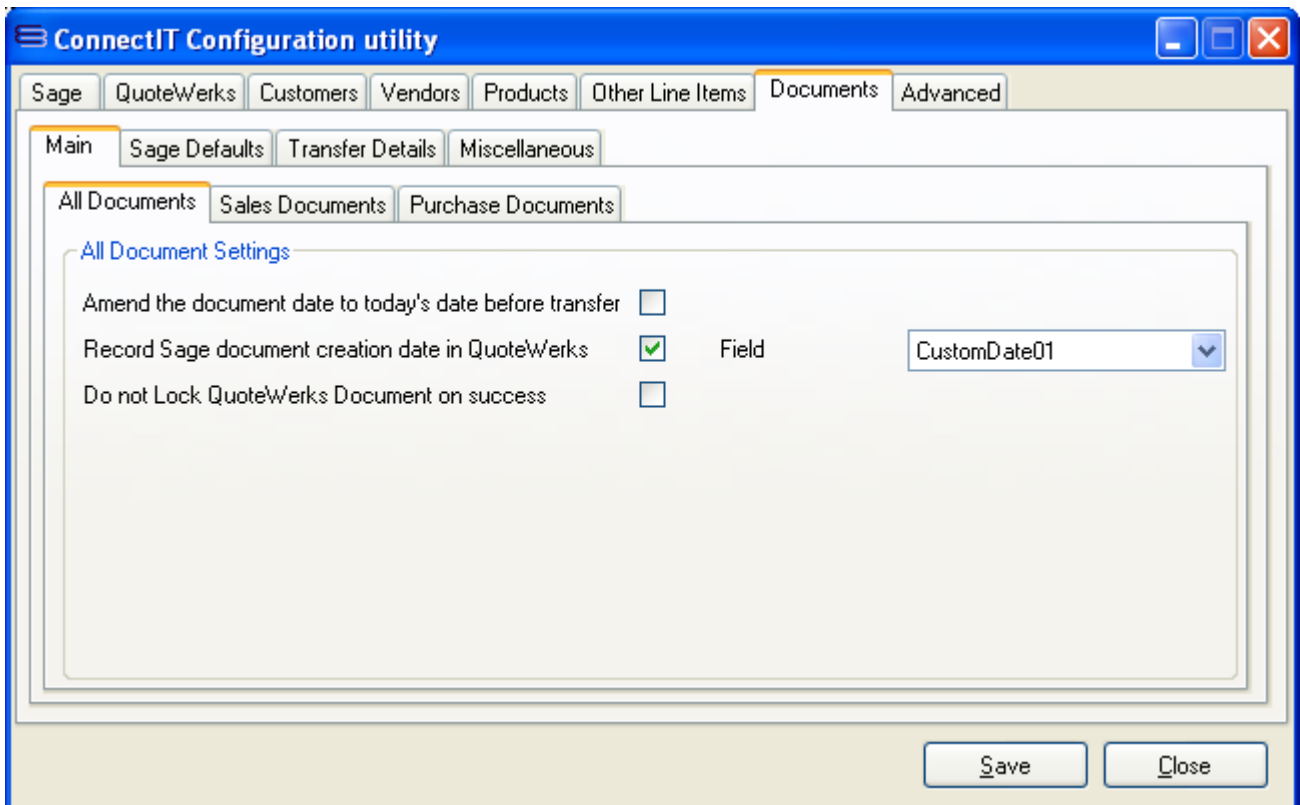 ConnectIT Configuration utility
Sage QuoteWerks Customers Vendors Products Other Line Items Documents Advanced
Main Sage Defaults Transfer Details Miscellaneous
All Documents Sales Documents Purchase Documents
All Document Settings
Amend the document date to today's date before transfer
Record Sage document creation date in QuoteWerks Field CustomDate01
Do not Lock QuoteWerks Document on success
Save Close